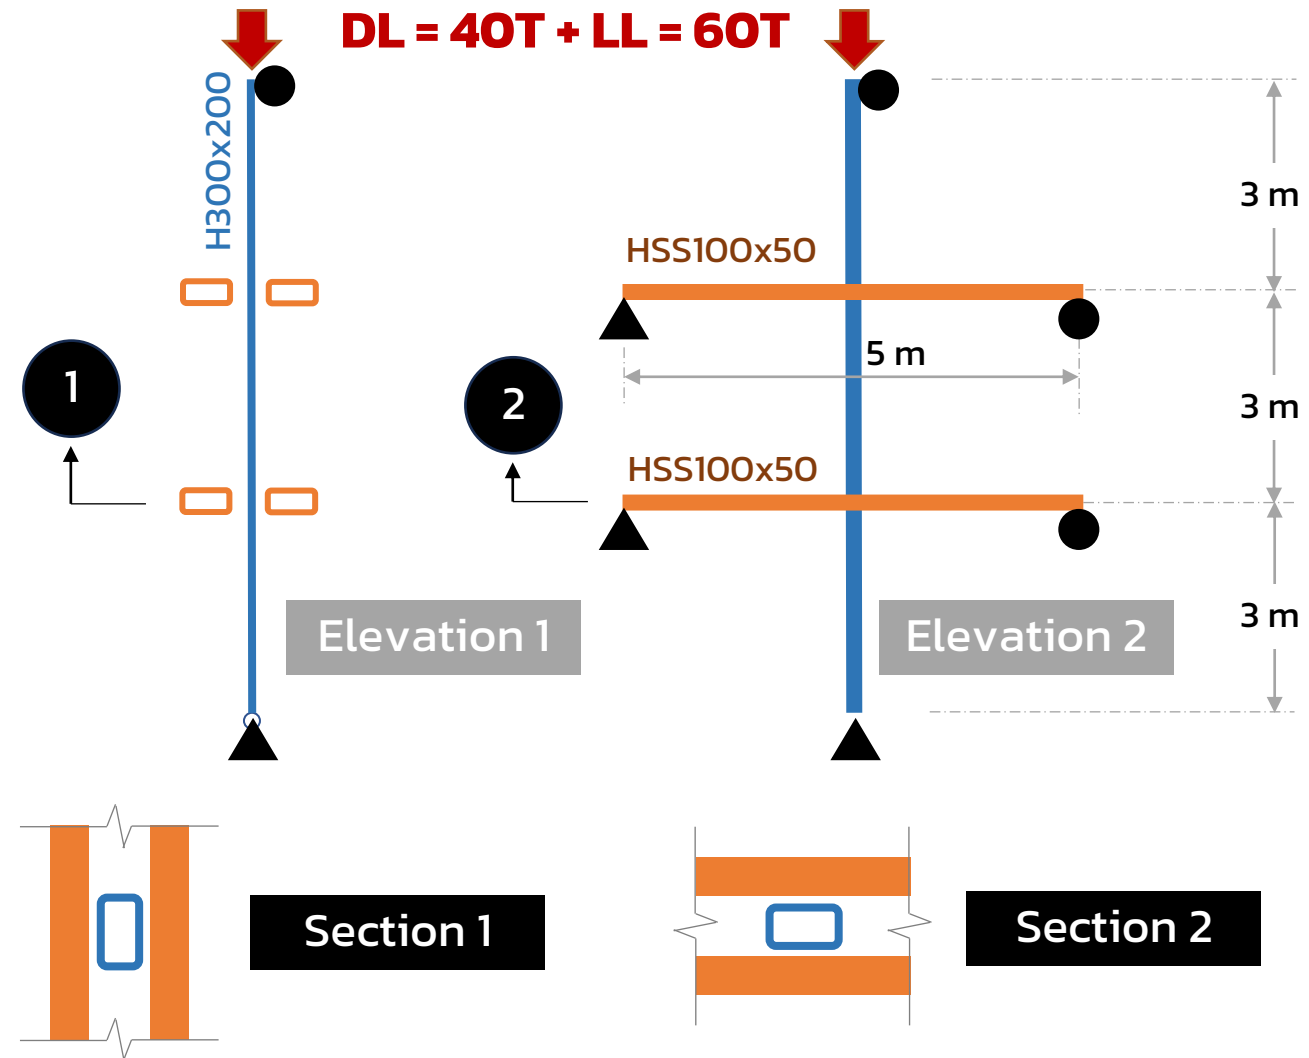 DL = 40T + LL = 60T
H300x200
3 m
HSS100x50
5 m
1
2
3 m
HSS100x50
Elevation 1
Elevation 2
3 m
Section 1
Section 2